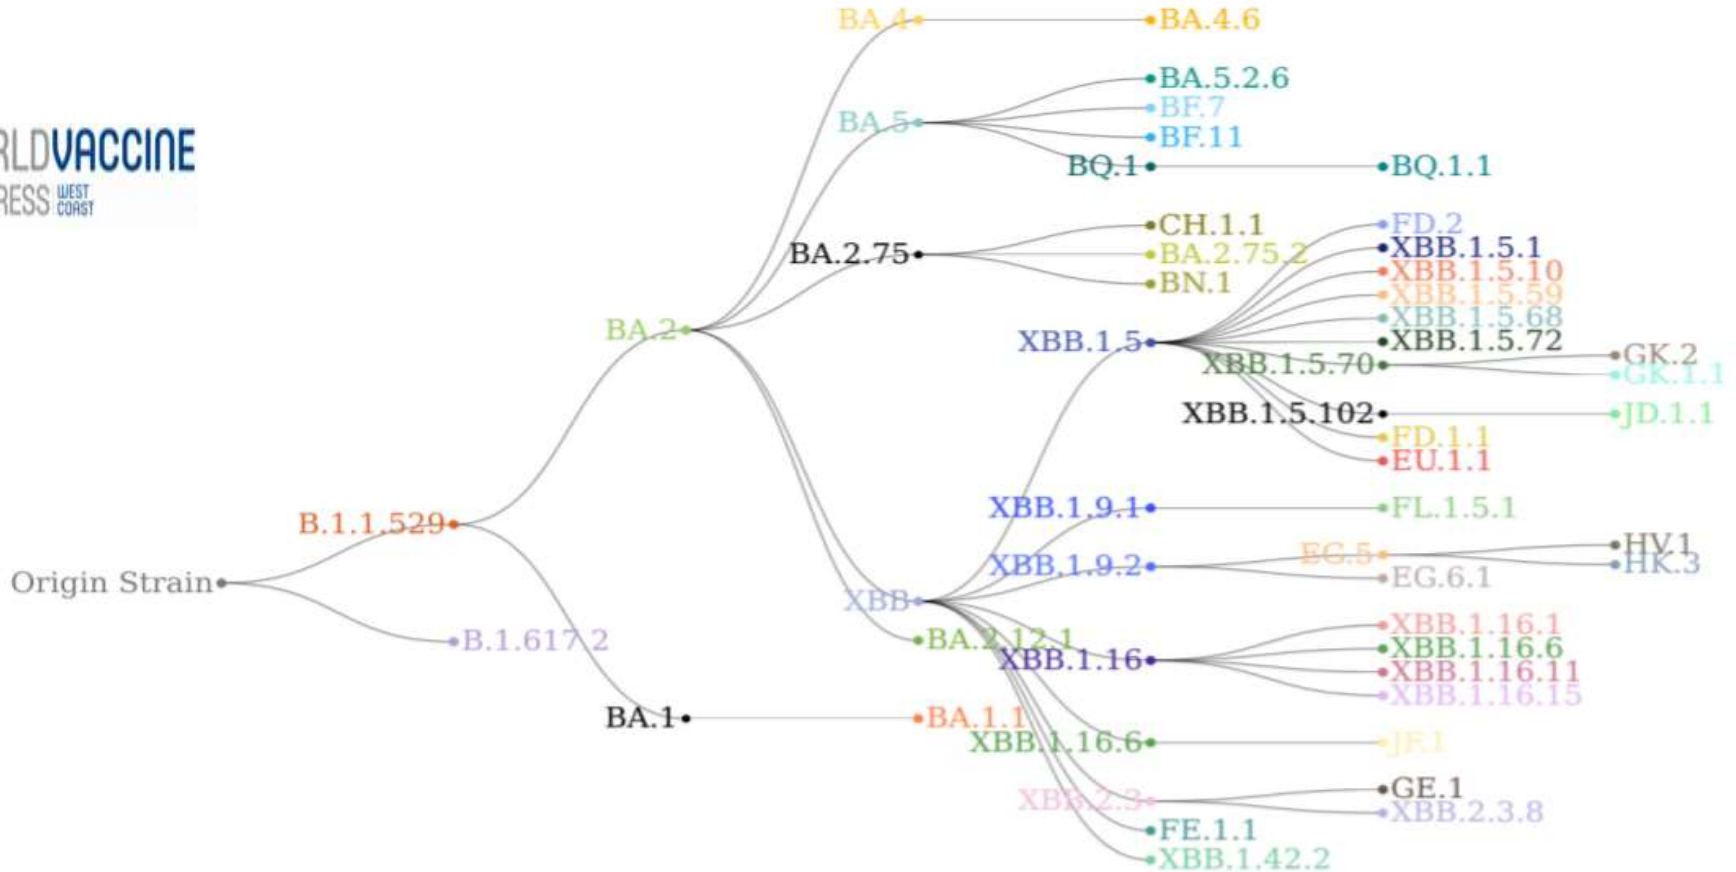 BA.4
BA.4.6
BA.5.2.6
BF.7
BA.5
BF.11
RLDVACCINE
BQ.1
BQ.1.1
RESS WEST COAST
CH.1.1
FD.2
BA.2.75
BA.2.75.2
XBB.1.5.1
BN.1
XBB.1.5.10
XBB.1.5.59
XBB.1.5.68
BA.2
XBB.1.5
XBB.1.5.72
XBB.1.5.70
GK.2
GK.1.1
XBB.1.5.102
JD.1.1
FD.1.1
EU.1.1
XBB.1.9.1
FL.1.5.1
B.1.1.529
HV.1
EG.5
XBB.1.9.2
HK.3
EG.6.1
Origin Strain
XBB
XBB.1.16.1
B.1.617.2
BA.2.12.1
XBB.1.16.6
XBB.1.16
XBB.1.16.11
XBB.1.16.15
BA.1
BA.1.1
XBB.1.16.6
JF.1
GE.1
XBB.2.3
XBB.2.3.8
FE.1.1
XBB.1.42.2